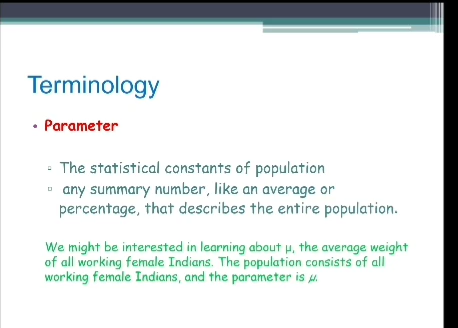 Terminology
• Parameter
▫ The statistical constants of population
▫ any summary number, like an average or
percentage, that describes the entire population.
We might be interested in learning about μ, the average weight
of all working female Indians. The population consists of all
working female Indians, and the parameter is μ.